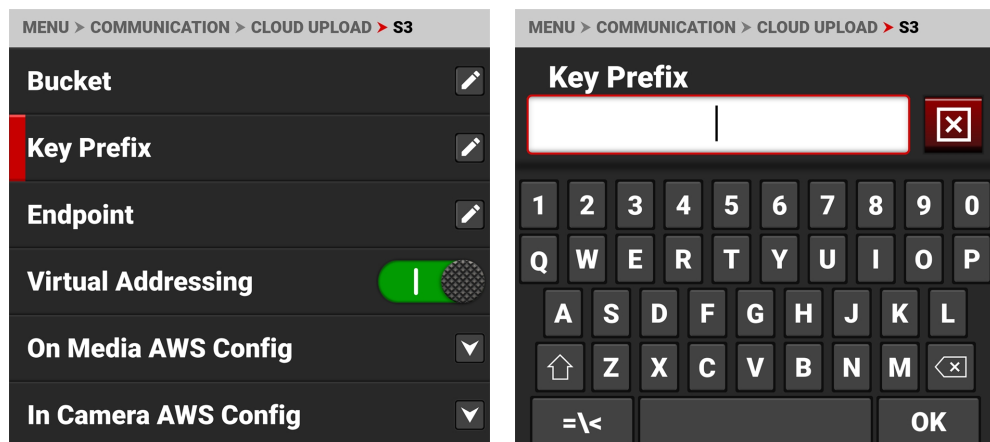 MENU > COMMUNICATION > CLOUD UPLOAD > S3
Bucket
Key Prefix
Endpoint
Virtual Addressing
On Media AWS Config
In Camera AWS Config
MENU > COMMUNICATION > CLOUD UPLOAD > S3
Key Prefix
1 2 3 4 5 6 7 8 9 0
Q W E R T Y U I O P
A S D F G H J K L
Z X C V B N M
=\< OK